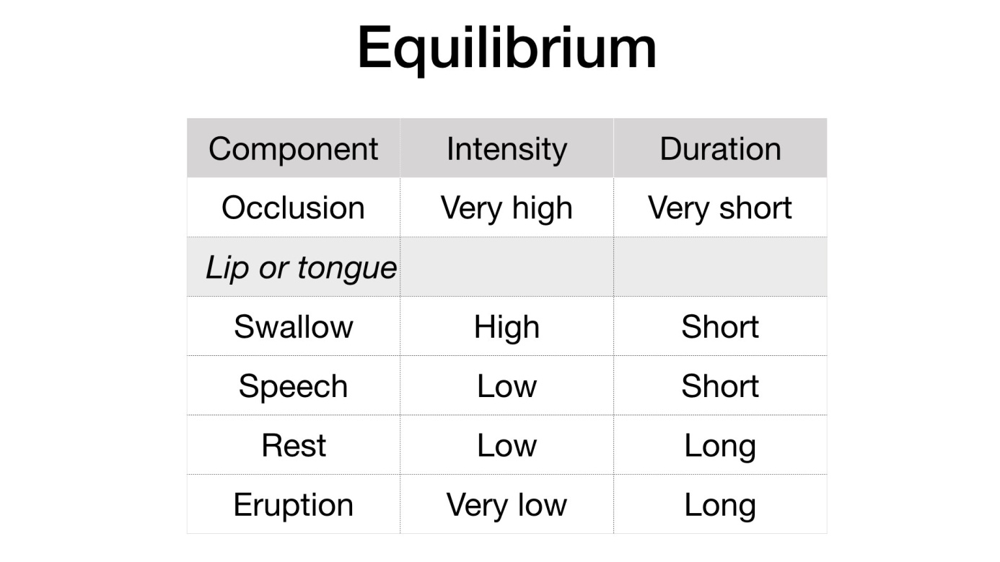 Equilibrium
Component Intensity Duration
Occlusion Very high Very short
Lip or tongue
Swallow High Short
Speech Low Short
Rest Low Long
Eruption Very low Long